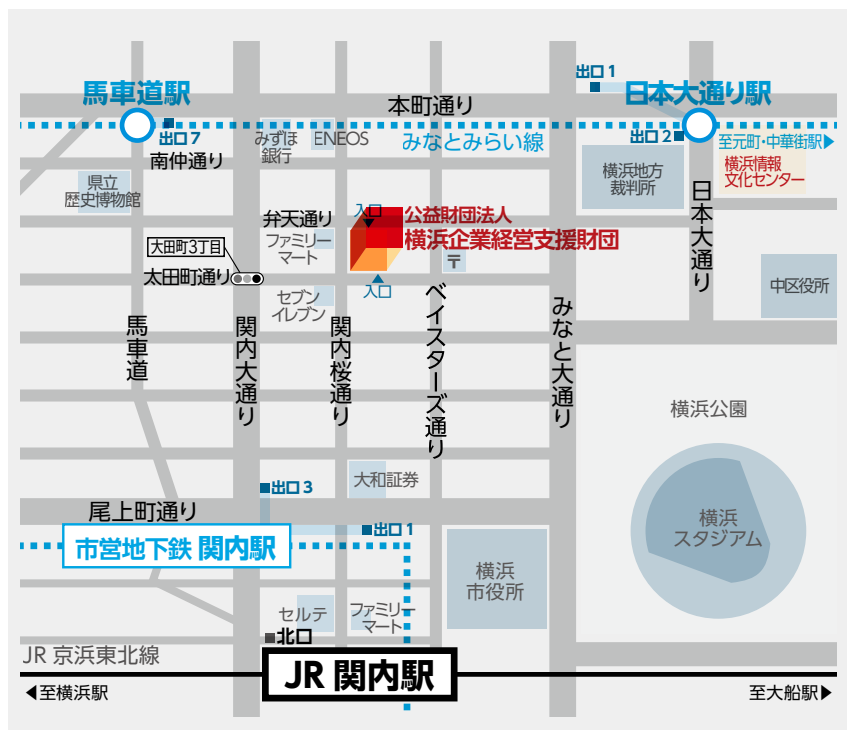 出口1
馬車道駅
日本大通り駅
本町通り
出口7
みずほ
銀行
ENEOS
みなとみらい線
出口2
至元町・中華街駅▶
南仲通り
県立
歴史博物館
横浜地方
裁判所
横浜情報
文化センター
日本大通り
弁天通り
入口
公益財団法人
横浜企業経営支援財団
ファミリー
マート
大田町3丁目
太田町通り
〒
入口
中区役所
セブン
イレブン
馬車道
関内大通り
関内桜通り
ベイスターズ通り
みなと大通り
横浜公園
大和証券
出口3
尾上町通り
出口1
市営地下鉄 関内駅
横浜
スタジアム
横浜
市役所
セルテ
ファミリー
マート
北口
JR 京浜東北線
JR 関内駅
◀至横浜駅
至大船駅▶